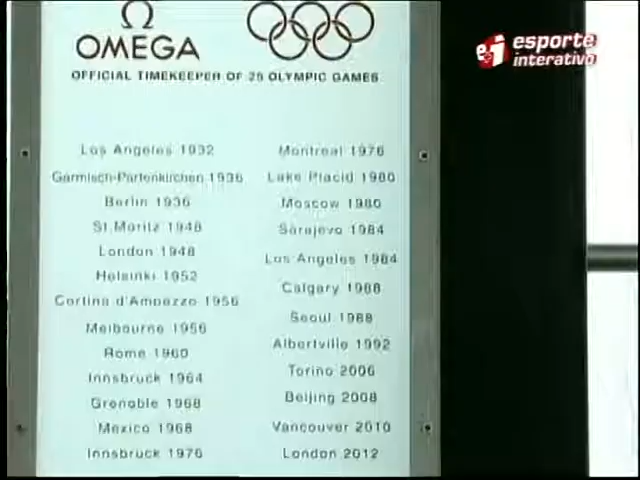 Ω
OMEGA
OFFICIAL TIMEKEEPER OF 25 OLYMPIC GAMES
ei esporte
interativo
Los Angeles 1932
Garmisch-Partenkirchen 1936
Berlin 1936
St.Moritz 1948
London 1948
Helsinki 1952
Cortina d'Ampezzo 1956
Melbourne 1956
Rome 1960
Innsbruck 1964
Grenoble 1968
Mexico 1968
Innsbruck 1976
Montreal 1976
Lake Placid 1980
Moscow 1980
Sarajevo 1984
Los Angeles 1984
Calgary 1988
Seoul 1988
Albertville 1992
Torino 2006
Beijing 2008
Vancouver 2010
London 2012